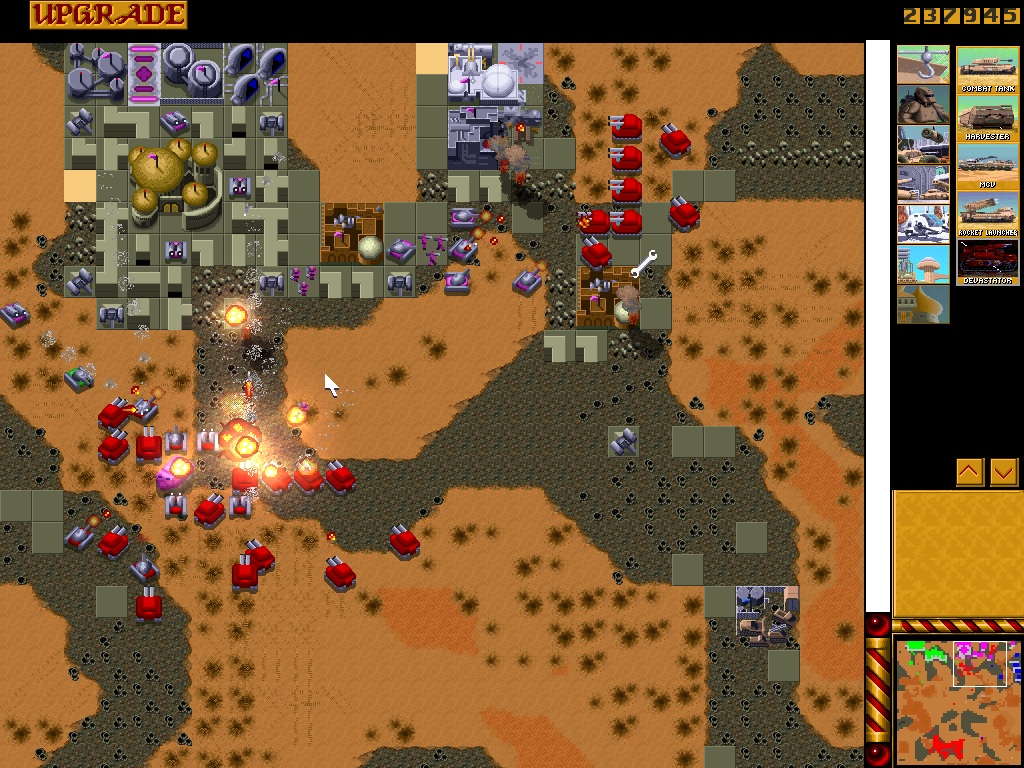 UPGRADE
237945
COMBAT TANK
HARVESTER
MCV
ROCKET LAUNCHER
DEVASTATOR